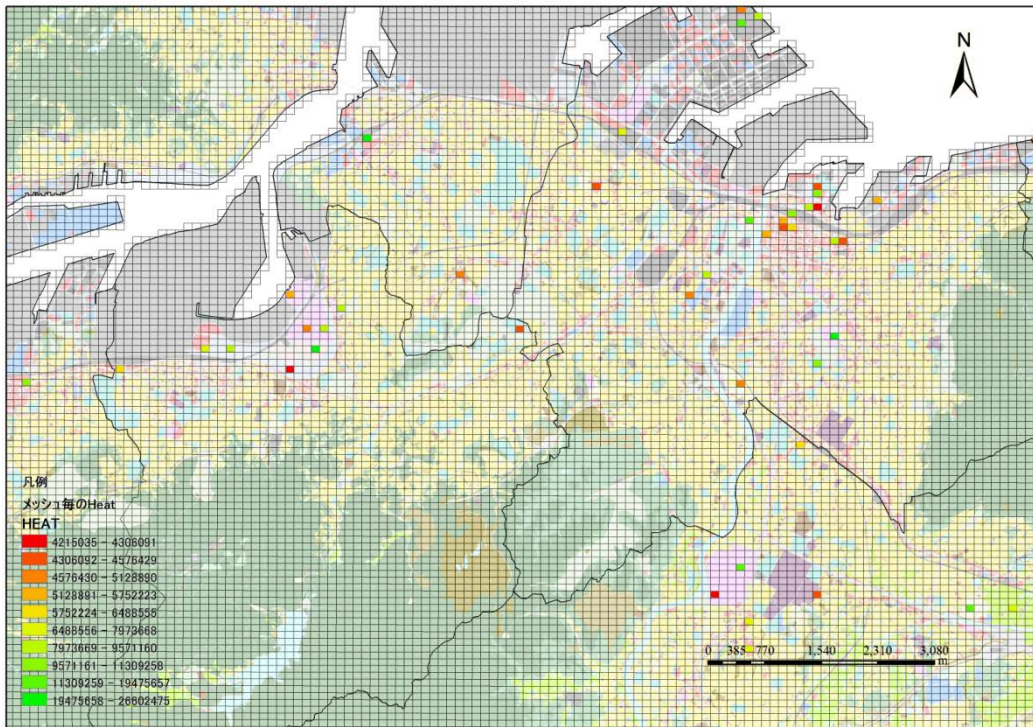 N
凡例
メッシュ毎のHeat
HEAT
4215035 - 4306091
4306092 - 4576429
4576430 - 5128890
5128891 - 5752223
5752224 - 6488555
6488556 - 7973668
7973669 - 9571160
9571161 - 11309258
11309259 - 19475657
19475658 - 26602475
0 385 770 1,540 2,310 3,080
m